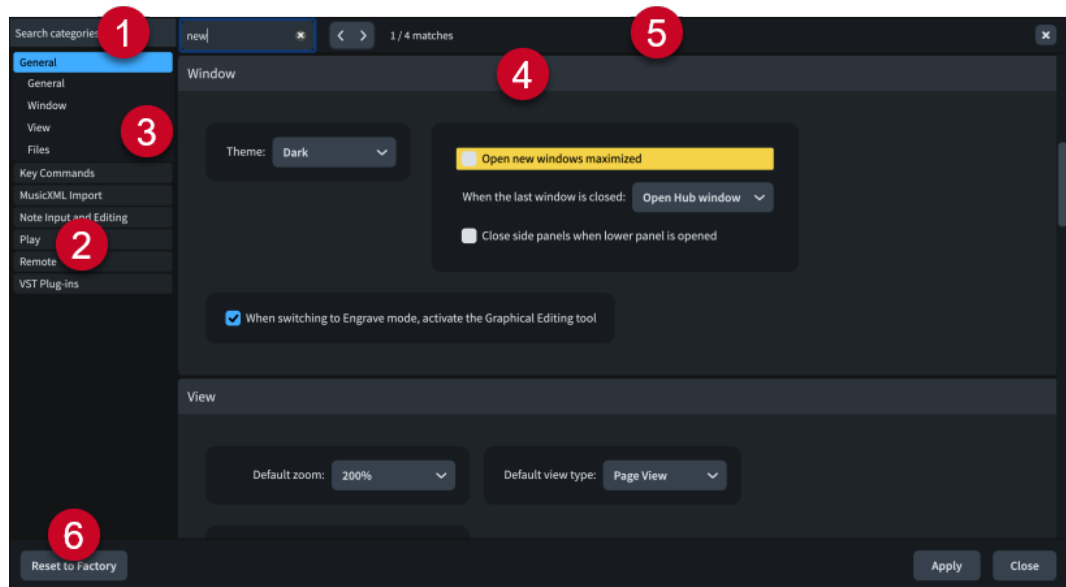 Search categories
1
new
1 / 4 matches
5
General
General
Window
View
Files
3
Key Commands
MusicXML Import
Note Input and Editing
Play
2
Remote
VST Plug-ins
Window
4
Theme: Dark
Open new windows maximized
When the last window is closed: Open Hub window
Close side panels when lower panel is opened
When switching to Engrave mode, activate the Graphical Editing tool
View
Default zoom: 200%
Default view type: Page View
6
Reset to Factory
Apply
Close